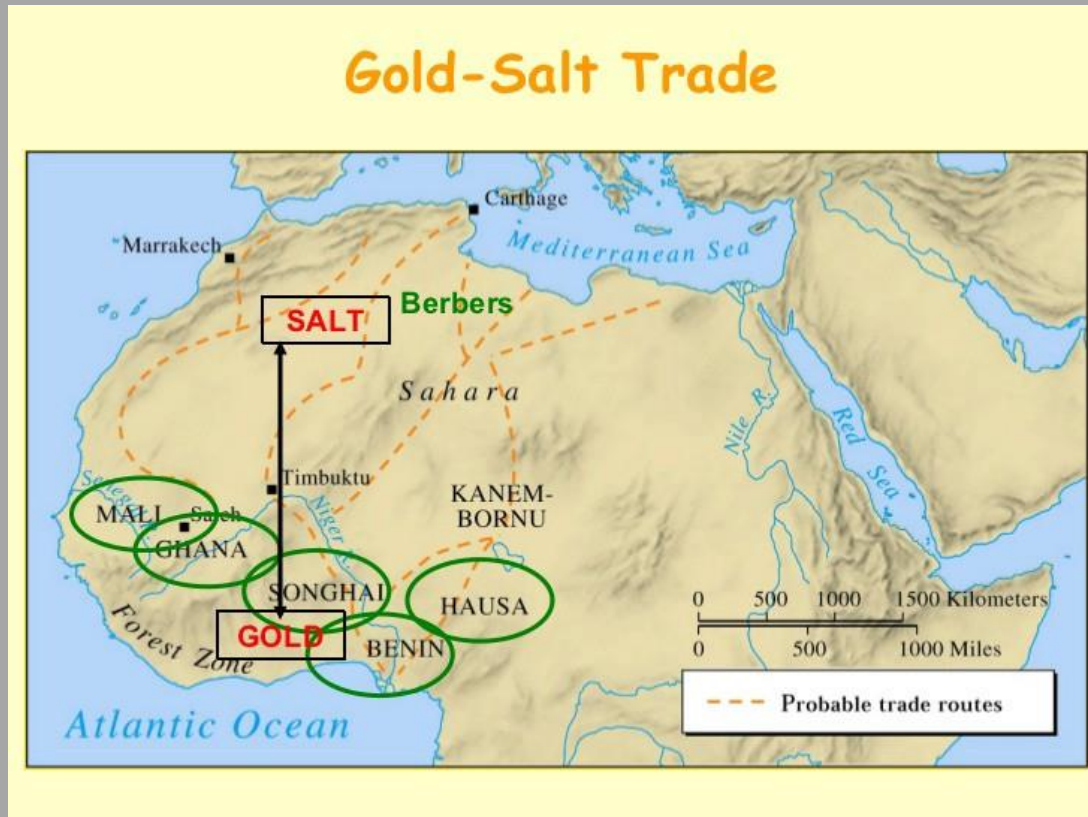 Gold-Salt Trade
Carthage
Marrakech
Mediterranean Sea
Berbers
SALT
Sahara
Nile R.
Red Sea
Timbuktu
Niger R.
KANEM-
BORNU
Senegal
MALI
Saleh
GHANA
SONGHAI
HAUSA
GOLD
BENIN
Forest Zone
Atlantic Ocean
0 500 1000 1500 Kilometers
0 500 1000 Miles
Probable trade routes